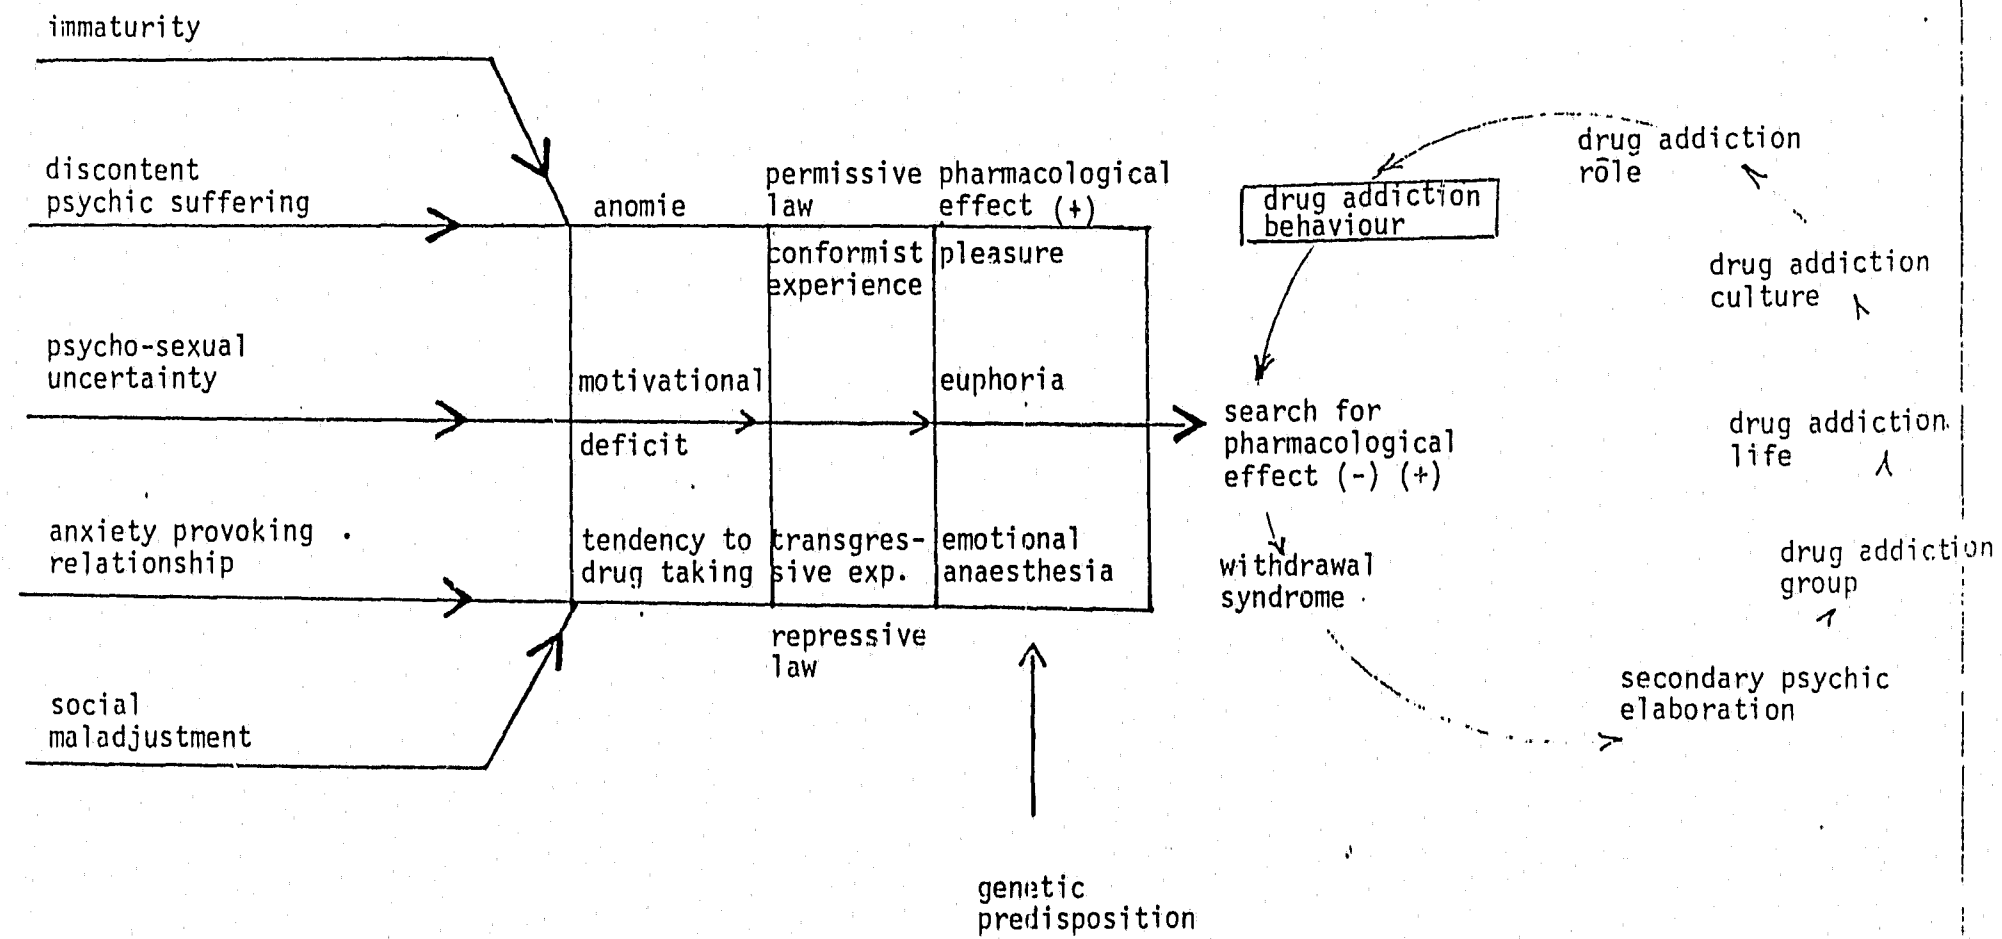 immaturity
discontent
psychic suffering
psycho-sexual
uncertainty
anxiety provoking
relationship
social
maladjustment
anomie
permissive
law
pharmacological
effect (+)
conformist
experience
pleasure
motivational
deficit
euphoria
tendency to
drug taking
transgres-
sive exp.
emotional
anaesthesia
repressive
law
genetic
predisposition
drug addiction
behaviour
search for
pharmacological
effect (-) (+)
withdrawal
syndrome
secondary psychic
elaboration
drug addiction
group
drug addiction
life
drug addiction
culture
drug addiction
rōle